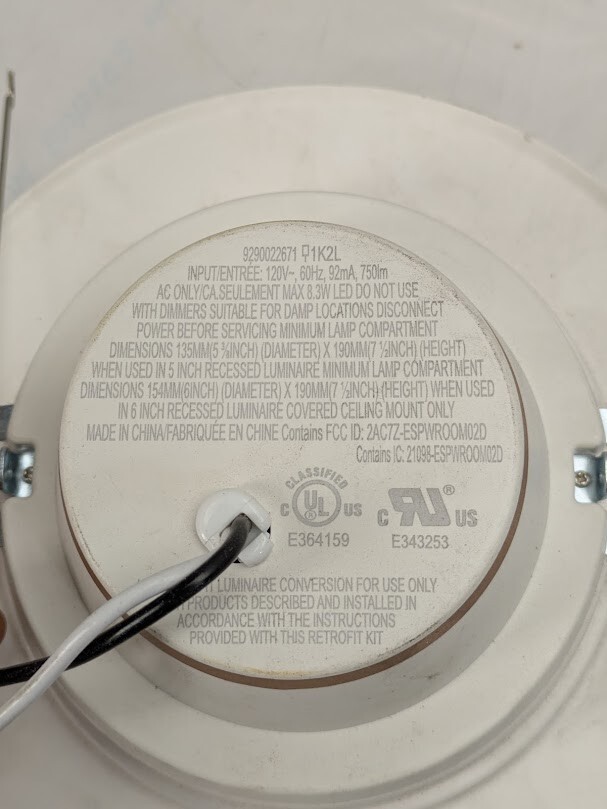 9290022671 1K2L
INPUT/ENTRÉE: 120V~, 60Hz, 92mA, 750lm
AC ONLY/CA.SEULEMENT MAX 8.3W LED DO NOT USE
WITH DIMMERS SUITABLE FOR DAMP LOCATIONS DISCONNECT
POWER BEFORE SERVICING MINIMUM LAMP COMPARTMENT
DIMENSIONS 135MM(5 ⅜INCH) (DIAMETER) X 190MM(7 ½INCH) (HEIGHT)
WHEN USED IN 5 INCH RECESSED LUMINAIRE MINIMUM LAMP COMPARTMENT
DIMENSIONS 154MM(6INCH) (DIAMETER) X 190MM(7 ½INCH) (HEIGHT) WHEN USED
IN 6 INCH RECESSED LUMINAIRE COVERED CEILING MOUNT ONLY
MADE IN CHINA/FABRIQUÉE EN CHINE Contains FCC ID: 2AC7Z-ESPWROOM02D
Contains IC: 21098-ESPWROOM02D
CLASSIFIED
C UL US
E364159
C RU ® US
E343253
LUMINAIRE CONVERSION FOR USE ONLY
PRODUCTS DESCRIBED AND INSTALLED IN
ACCORDANCE WITH THE INSTRUCTIONS
PROVIDED WITH THIS RETROFIT KIT